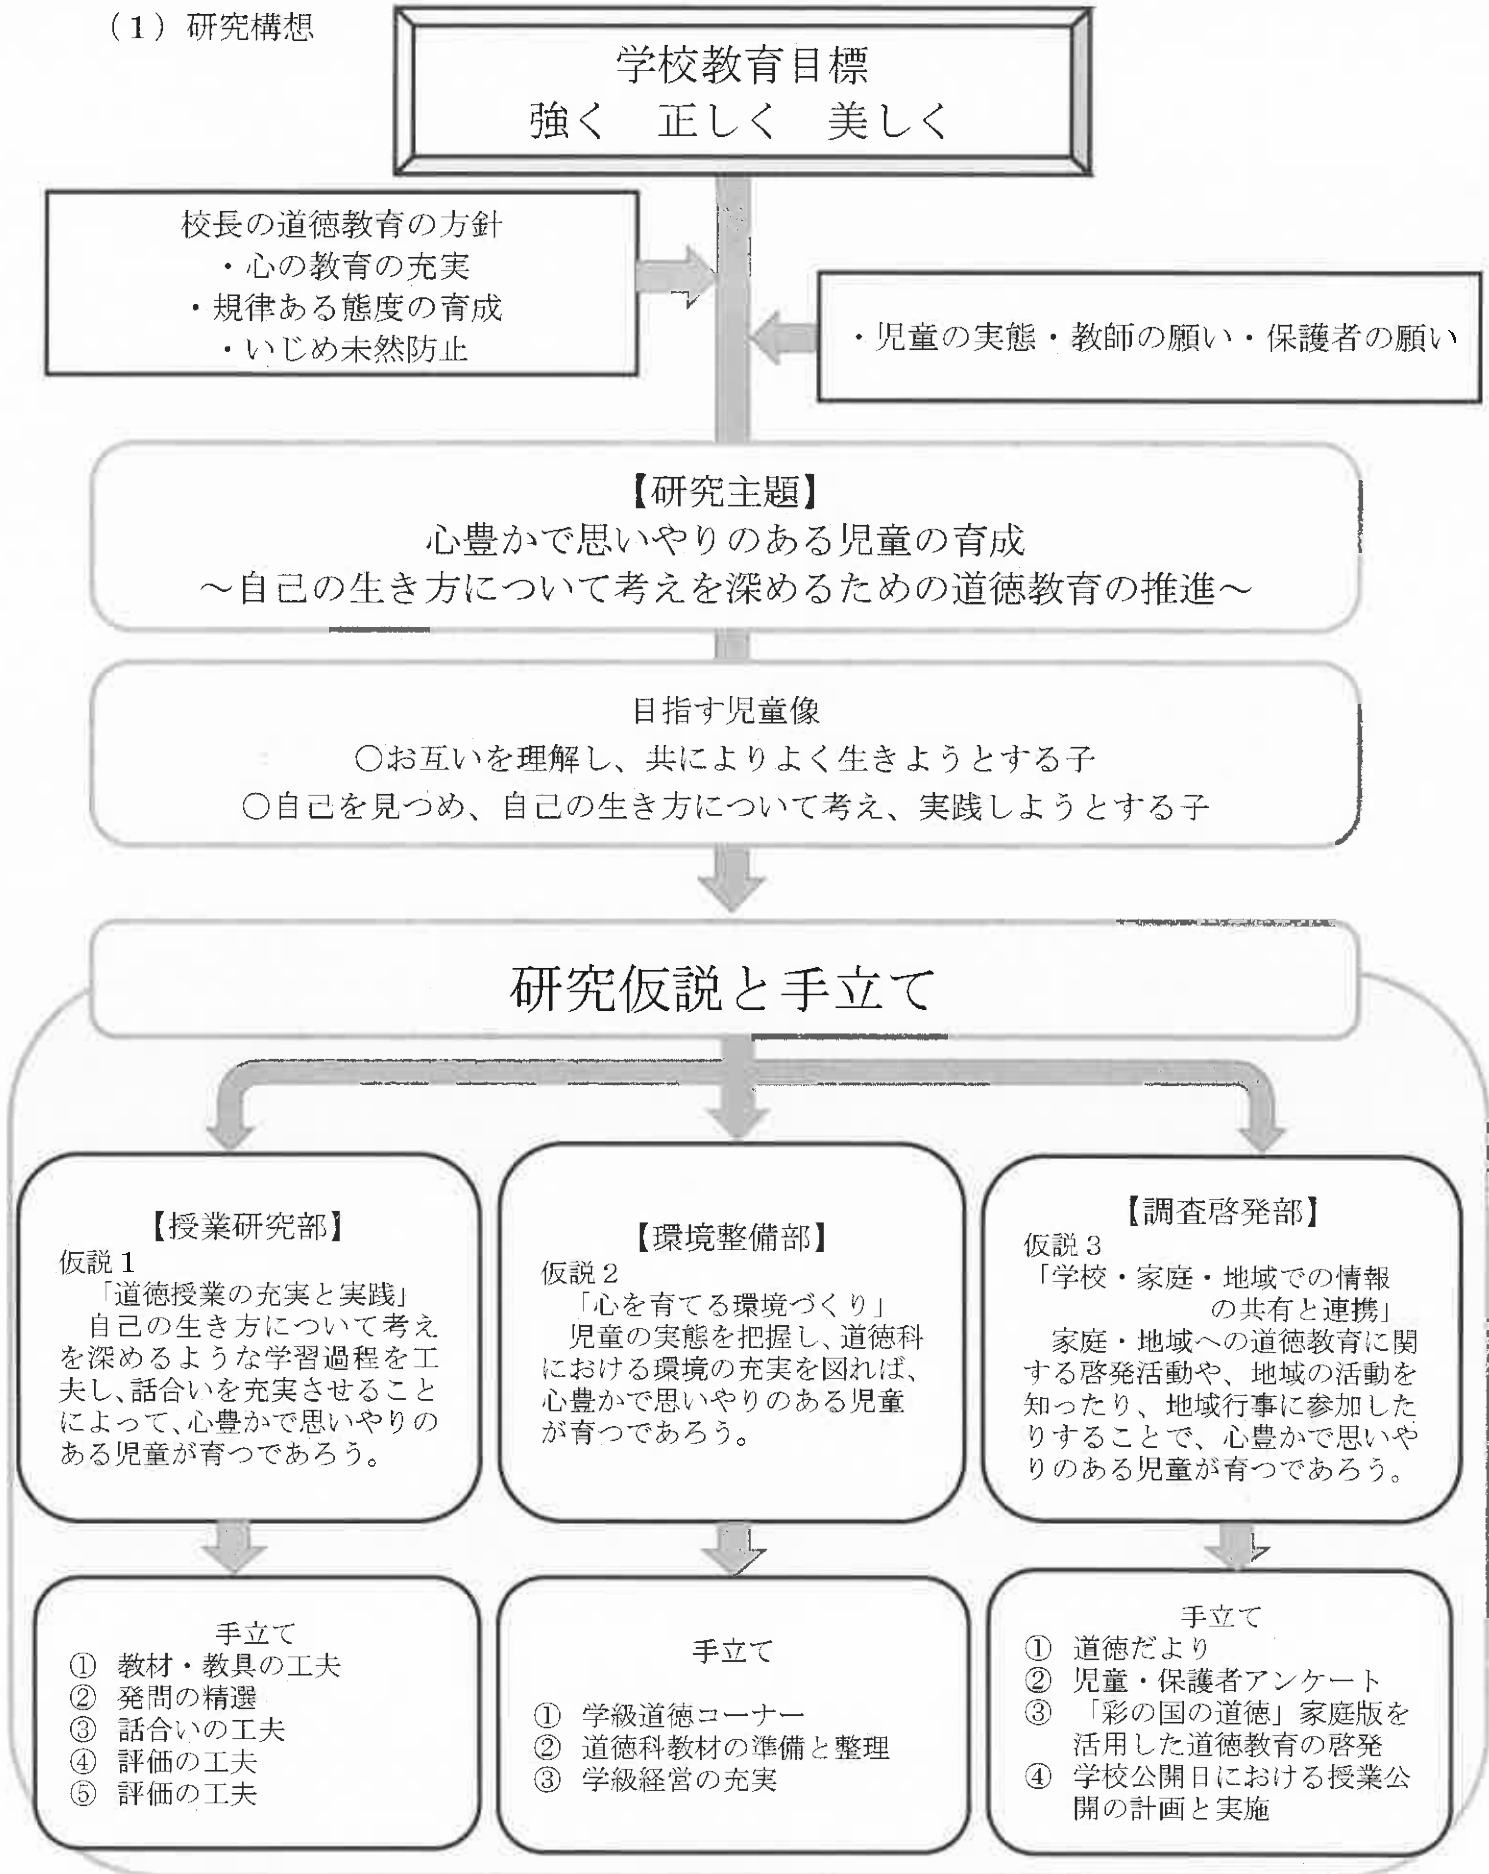 (1) 研究構想
学校教育目標
強く　正しく　美しく
校長の道徳教育の方針
・心の教育の充実
・規律ある態度の育成
・いじめ未然防止
・児童の実態・教師の願い・保護者の願い
【研究主題】
心豊かで思いやりのある児童の育成
～自己の生き方について考えを深めるための道徳教育の推進～
目指す児童像
○お互いを理解し、共によりよく生きようとする子
○自己を見つめ、自己の生き方について考え、実践しようとする子
研究仮説と手立て
【授業研究部】
仮説1
「道徳授業の充実と実践」
自己の生き方について考え
を深めるような学習過程を工
夫し、話合いを充実させること
によって、心豊かで思いやりの
ある児童が育つであろう。
【環境整備部】
仮説2
「心を育てる環境づくり」
児童の実態を把握し、道徳科
における環境の充実を図れば、
心豊かで思いやりのある児童
が育つであろう。
【調査啓発部】
仮説3
「学校・家庭・地域での情報
の共有と連携」
家庭・地域への道徳教育に関
する啓発活動や、地域の活動を
知ったり、地域行事に参加した
りすることで、心豊かで思いや
りのある児童が育つであろう。
手立て
① 教材・教具の工夫
② 発問の精選
③ 話合いの工夫
④ 評価の工夫
⑤ 評価の工夫
手立て
① 学級道徳コーナー
② 道徳科教材の準備と整理
③ 学級経営の充実
手立て
① 道徳だより
② 児童・保護者アンケート
③ 「彩の国の道徳」家庭版を
活用した道徳教育の啓発
④ 学校公開日における授業公
開の計画と実施